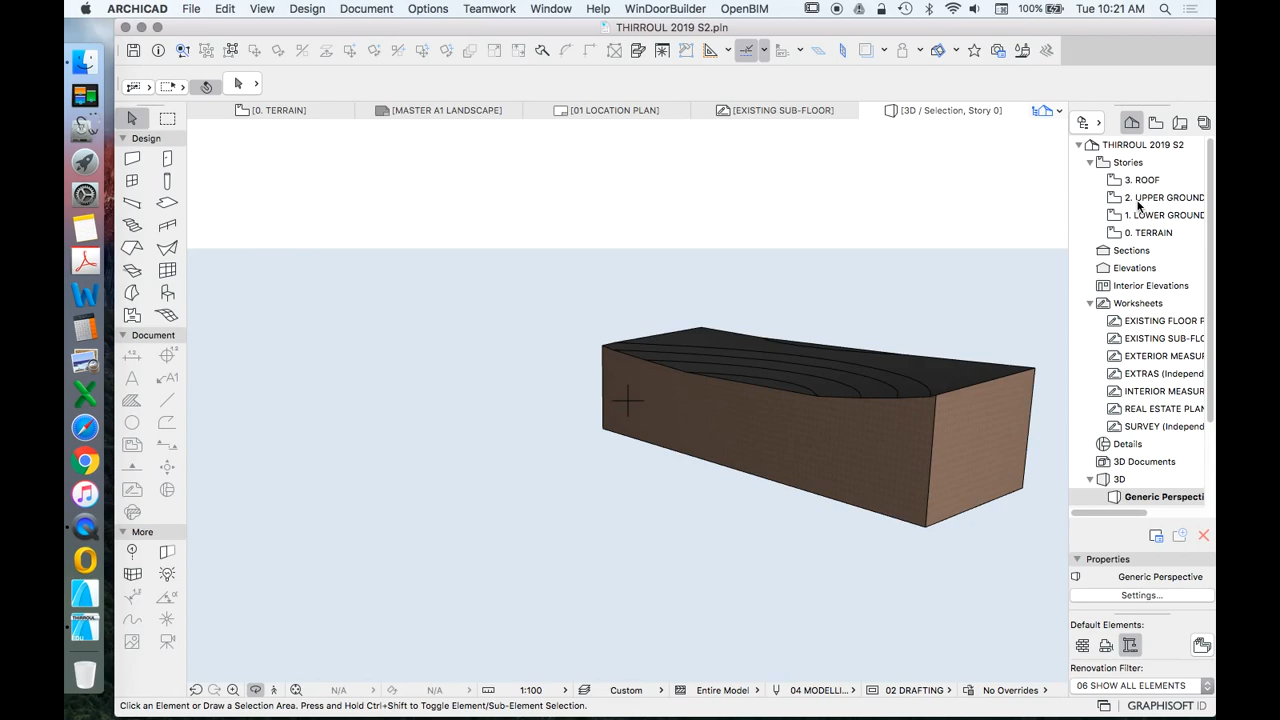 ARCHICAD File Edit View Design Document Options Teamwork Window Help WinDoorBuilder OpenBIM 100% Tue 10:21 AM
THIRROUL 2019 S2.pln
[0. TERRAIN] [MASTER A1 LANDSCAPE] [01 LOCATION PLAN] [EXISTING SUB-FLOOR] [3D / Selection, Story 0]
Design
Document
A1
More
THIRROUL 2019 S2
Stories
3. ROOF
2. UPPER GROUND
1. LOWER GROUND
0. TERRAIN
Sections
Elevations
Interior Elevations
Worksheets
EXISTING FLOOR P
EXISTING SUB-FLO
EXTERIOR MEASU
EXTRAS (Independ
INTERIOR MEASUR
REAL ESTATE PLAN
SURVEY (Independ
Details
3D Documents
3D
Generic Perspecti
Properties
Generic Perspective
Settings...
Default Elements:
Renovation Filter:
06 SHOW ALL ELEMENTS
N/A N/A 1:100 Custom Entire Model 04 MODELLI... 02 DRAFTING No Overrides
Click an Element or Draw a Selection Area. Press and Hold Ctrl+Shift to Toggle Element/Sub-Element Selection.
GRAPHISOFT ID